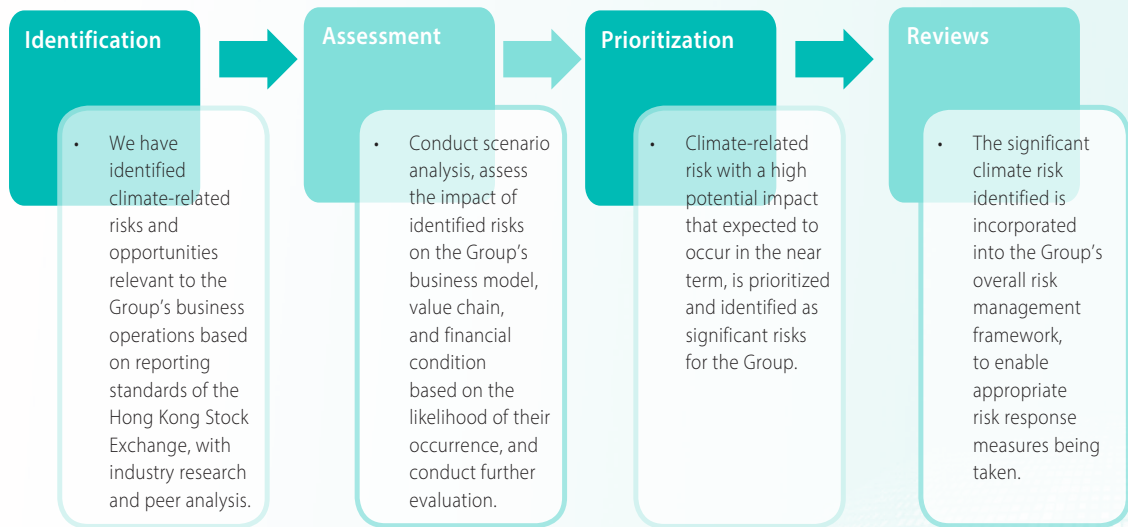 Identification
• We have
identified
climate-related
risks and
opportunities
relevant to the
Group’s business
operations based
on reporting
standards of the
Hong Kong Stock
Exchange, with
industry research
and peer analysis.
Assessment
• Conduct scenario
analysis, assess
the impact of
identified risks
on the Group’s
business model,
value chain,
and financial
condition
based on the
likelihood of their
occurrence, and
conduct further
evaluation.
Prioritization
• Climate-related
risk with a high
potential impact
that expected to
occur in the near
term, is prioritized
and identified as
significant risks
for the Group.
Reviews
• The significant
climate risk
identified is
incorporated
into the Group’s
overall risk
management
framework,
to enable
appropriate
risk response
measures being
taken.